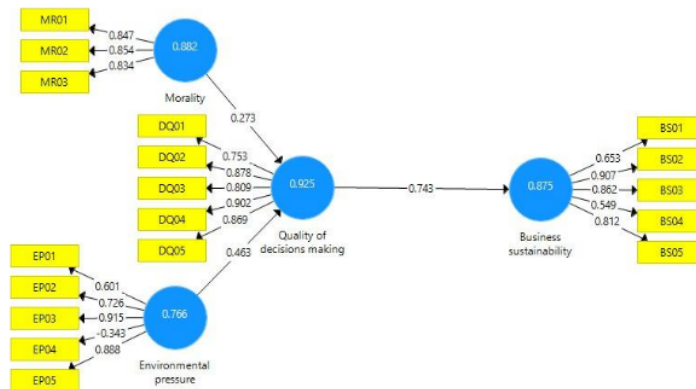 MR01
MR02
MR03
0.847
0.854
0.834
0.882
Morality
0.273
DQ01
DQ02
DQ03
DQ04
DQ05
0.753
0.878
0.809
0.902
0.869
0.925
Quality of
decisions making
0.743
0.875
Business
sustainability
0.653
0.907
0.862
0.549
0.812
BS01
BS02
BS03
BS04
BS05
0.463
EP01
EP02
EP03
EP04
EP05
0.601
0.726
0.915
-0.343
0.888
0.766
Environmental
pressure